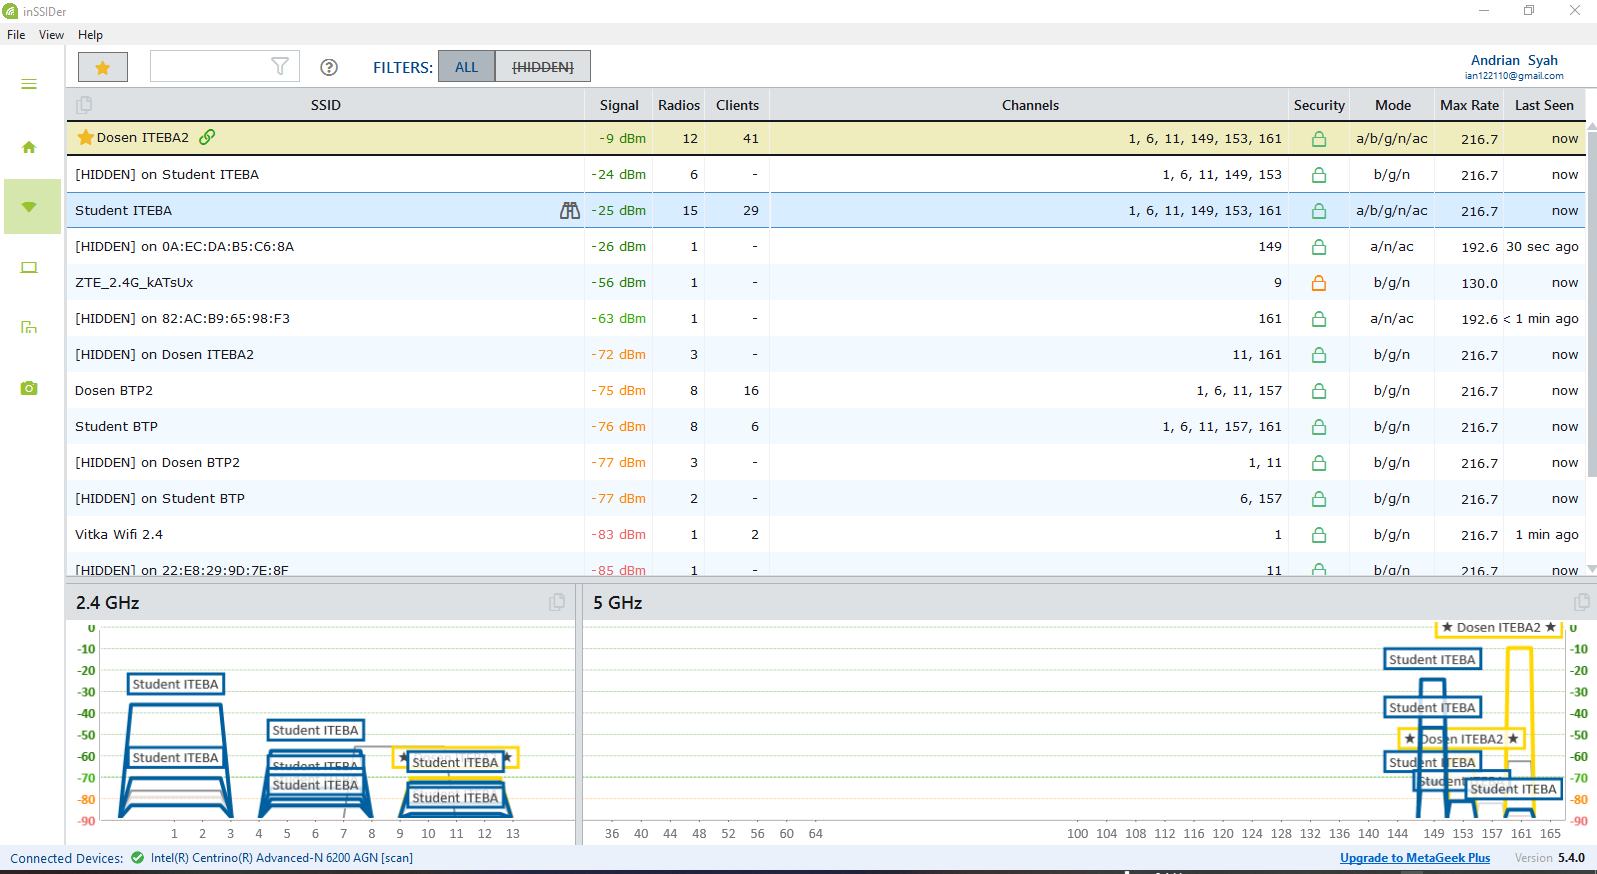 inSSIDer
File View Help
FILTERS: ALL [HIDDEN]
Andrian Syah
ian122110@gmail.com
SSID Signal Radios Clients Channels Security Mode Max Rate Last Seen
Dosen ITEBA2 -9 dBm 12 41 1, 6, 11, 149, 153, 161 a/b/g/n/ac 216.7 now
[HIDDEN] on Student ITEBA -24 dBm 6 - 1, 6, 11, 149, 153 b/g/n 216.7 now
Student ITEBA -25 dBm 15 29 1, 6, 11, 149, 153, 161 a/b/g/n/ac 216.7 now
[HIDDEN] on 0A:EC:DA:B5:C6:8A -26 dBm 1 - 149 a/n/ac 192.6 30 sec ago
ZTE_2.4G_kATsUx -56 dBm 1 - 9 b/g/n 130.0 now
[HIDDEN] on 82:AC:B9:65:98:F3 -63 dBm 1 - 161 a/n/ac 192.6 < 1 min ago
[HIDDEN] on Dosen ITEBA2 -72 dBm 3 - 11, 161 b/g/n 216.7 now
Dosen BTP2 -75 dBm 8 16 1, 6, 11, 157 b/g/n 216.7 now
Student BTP -76 dBm 8 6 1, 6, 11, 157, 161 b/g/n 216.7 now
[HIDDEN] on Dosen BTP2 -77 dBm 3 - 1, 11 b/g/n 216.7 now
[HIDDEN] on Student BTP -77 dBm 2 - 6, 157 b/g/n 216.7 now
Vitka Wifi 2.4 -83 dBm 1 2 1 b/g/n 216.7 1 min ago
[HIDDEN] on 22:E8:29:9D:7E:8F -85 dBm 1 - 11 b/g/n 216.7 now
2.4 GHz
0
-10
-20
-30
-40
-50
-60
-70
-80
-90
Student ITEBA
Student ITEBA
Student ITEBA
Student ITEBA
Student ITEBA
Student ITEBA
Student ITEBA
1 2 3 4 5 6 7 8 9 10 11 12 13
5 GHz
★ Dosen ITEBA2 ★
Student ITEBA
Student ITEBA
★ Dosen ITEBA2 ★
Student ITEBA
Student
Student ITEBA
0
-10
-20
-30
-40
-50
-60
-70
-80
-90
36 40 44 48 52 56 60 64 100 104 108 112 116 120 124 128 132 136 140 144 149 153 157 161 165
Connected Devices: Intel(R) Centrino(R) Advanced-N 6200 AGN [scan]
Upgrade to MetaGeek Plus Version 5.4.0